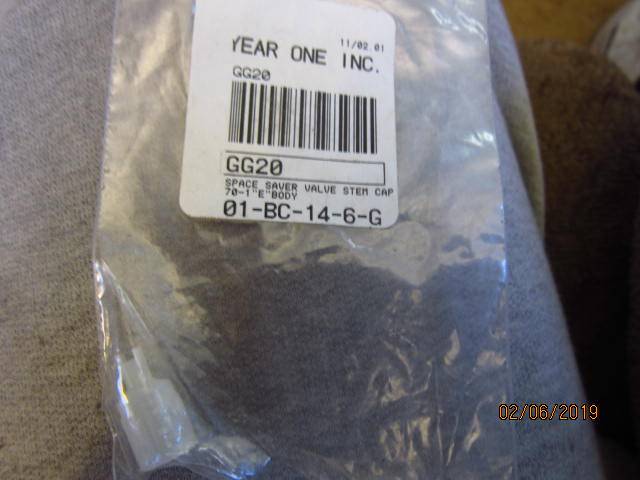 11/02.01
YEAR ONE INC.
GG20
GG20
SPACE SAVER VALVE STEM CAP
70-1"E"BODY
01-BC-14-6-G
02/06/2019